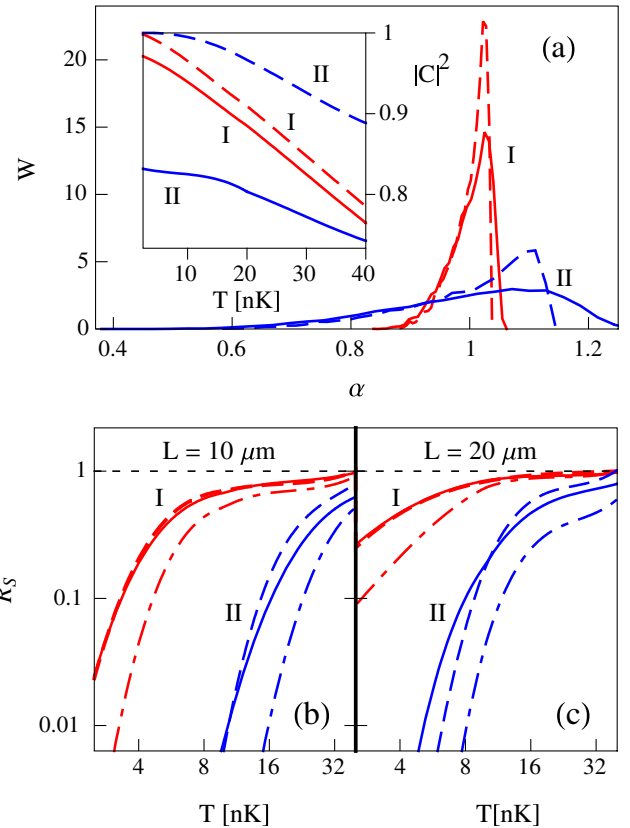 (a)
W
20
15
10
5
0
0.4
0.6
0.8
1
1.2
α
I
II
1
0.9
0.8
|C|²
II
I
I
II
10
20
30
40
T [nK]
L = 10 μm
L = 20 μm
1
0.1
0.01
I
II
(b)
I
II
(c)
4
8
16
32
4
8
16
32
T [nK]
T[nK]